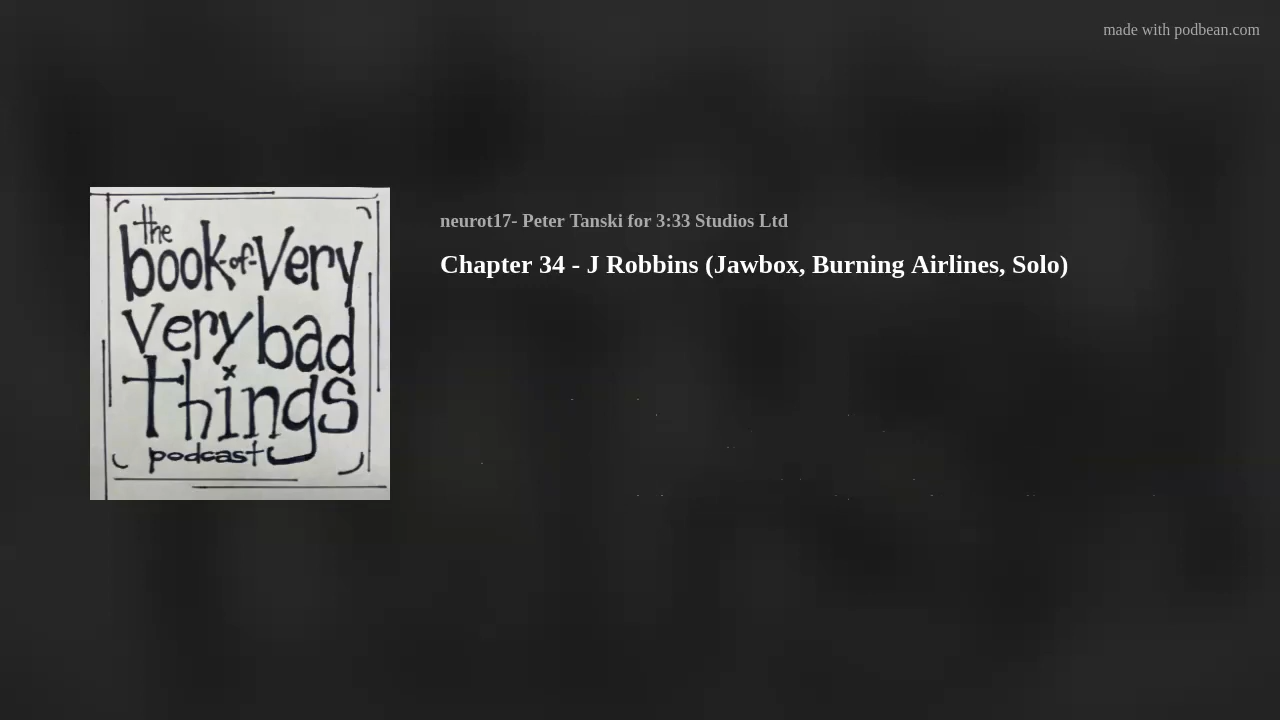 made with podbean.com
the
book-of-Very
Very bad
things
podcast
neurot17- Peter Tanski for 3:33 Studios Ltd
Chapter 34 - J Robbins (Jawbox, Burning Airlines, Solo)